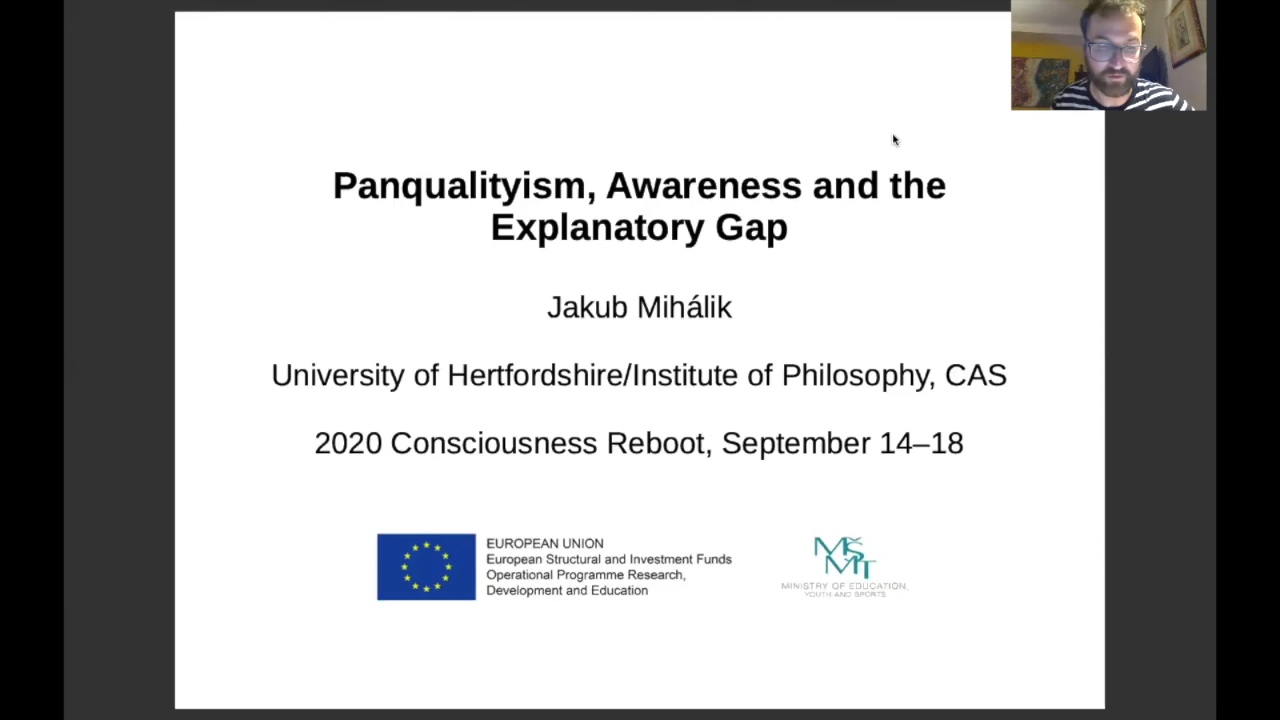 Panqualityism, Awareness and the
Explanatory Gap
Jakub Mihálik
University of Hertfordshire/Institute of Philosophy, CAS
2020 Consciousness Reboot, September 14–18
EUROPEAN UNION
European Structural and Investment Funds
Operational Programme Research,
Development and Education
MŠMT
MINISTRY OF EDUCATION,
YOUTH AND SPORTS